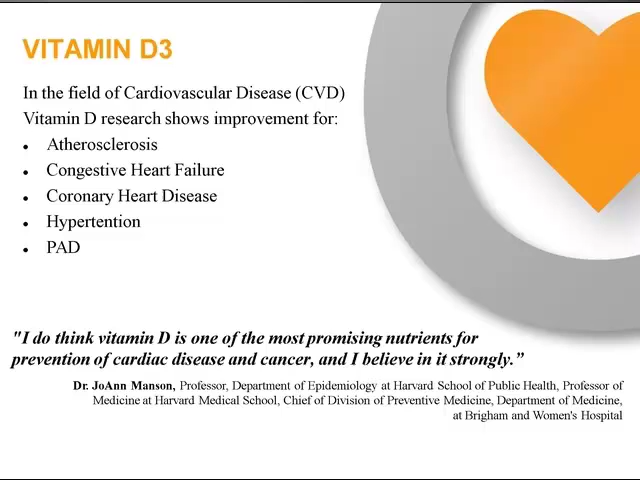 VITAMIN D3
In the field of Cardiovascular Disease (CVD)
Vitamin D research shows improvement for:
• Atherosclerosis
• Congestive Heart Failure
• Coronary Heart Disease
• Hypertention
• PAD
"I do think vitamin D is one of the most promising nutrients for
prevention of cardiac disease and cancer, and I believe in it strongly.”
Dr. JoAnn Manson, Professor, Department of Epidemiology at Harvard School of Public Health, Professor of
Medicine at Harvard Medical School, Chief of Division of Preventive Medicine, Department of Medicine,
at Brigham and Women's Hospital